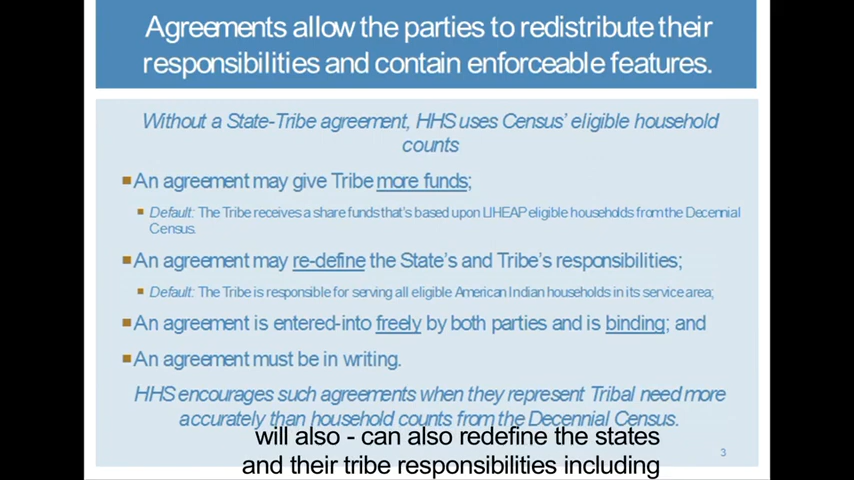 Agreements allow the parties to redistribute their
responsibilities and contain enforceable features.
Without a State-Tribe agreement, HHS uses Census' eligible household
counts
An agreement may give Tribe more funds;
Default: The Tribe receives a share funds that's based upon LIHEAP eligible households from the Decennial
Census.
An agreement may re-define the State's and Tribe's responsibilities;
Default: The Tribe is responsible for serving all eligible American Indian households in its service area;
An agreement is entered-into freely by both parties and is binding; and
An agreement must be in writing.
HHS encourages such agreements when they represent Tribal need more
accurately than household counts from the Decennial Census.
will also - can also redefine the states
3
and their tribe responsibilities including